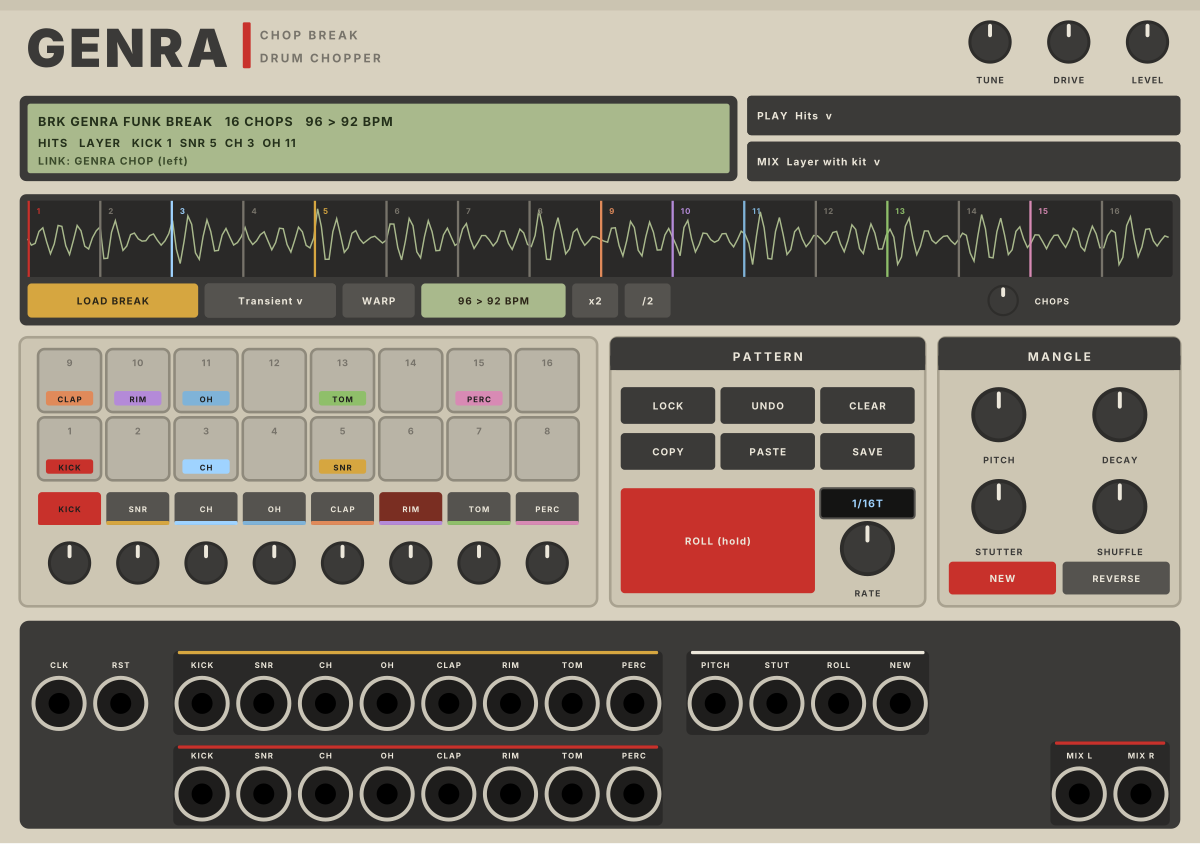 GENRA
CHOP BREAK
DRUM CHOPPER
TUNE DRIVE LEVEL
BRK GENRA FUNK BREAK 16 CHOPS 96 > 92 BPM
HITS LAYER KICK 1 SNR 5 CH 3 OH 11
LINK: GENRA CHOP (left)
PLAY Hits v
MIX Layer with kit v
1 2 3 4 5 6 7 8 9 10 11 12 13 14 15 16
LOAD BREAK Transient v WARP 96 > 92 BPM x2 /2 CHOPS
9 10 11 12 13 14 15 16
CLAP RIM OH TOM PERC
1 2 3 4 5 6 7 8
KICK CH SNR
KICK SNR CH OH CLAP RIM TOM PERC
PATTERN
LOCK UNDO CLEAR
COPY PASTE SAVE
ROLL (hold)
1/16T
RATE
MANGLE
PITCH DECAY
STUTTER SHUFFLE
NEW REVERSE
CLK RST KICK SNR CH OH CLAP RIM TOM PERC PITCH STUT ROLL NEW
KICK SNR CH OH CLAP RIM TOM PERC MIX L MIX R